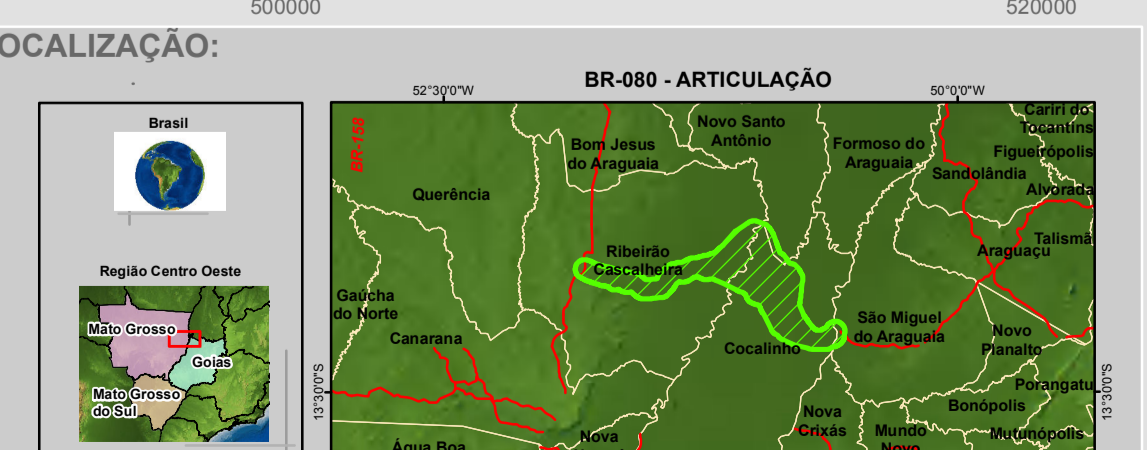 500000
520000
OCALIZAÇÃO:
BR-080 - ARTICULAÇÃO
52°30'0"W
50°0'0"W
Brasil
BR-158
Bom Jesus
do Araguaia
Novo Santo
Antônio
Formoso do
Araguaia
Cariri do
Tocantins
Figueirópolis
Sandolândia
Alvorada
Querência
Talismã
Araguaçu
Ribeirão
Cascalheira
Região Centro Oeste
Mato Grosso
Goias
Mato Grosso
do Sul
Gaúcha
do Norte
Canarana
São Miguel
do Araguaia
Cocalinho
Novo
Planalto
13°30'0"S
13°30'0"S
Porangatu
Bonópolis
Nova
Crixás
Mundo
Novo
Mutunópolis
Água Boa
Nova